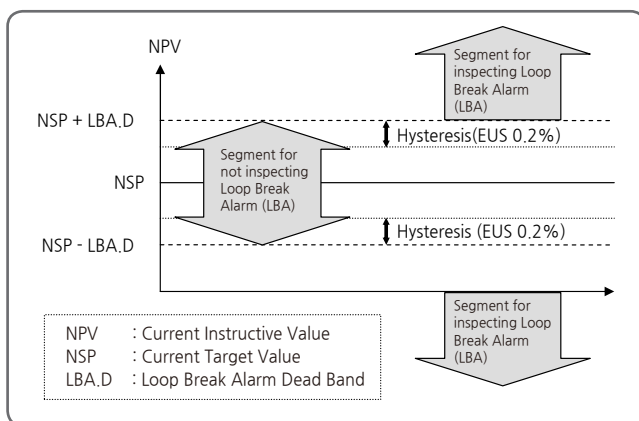 NPV
Segment for
inspecting Loop
Break Alarm
(LBA)
NSP + LBA.D
Hysteresis(EUS 0.2%)
Segment for
not inspecting
Loop Break
Alarm (LBA)
NSP
Hysteresis (EUS 0.2%)
NSP - LBA.D
Segment for
inspecting Loop
Break Alarm
(LBA)
NPV : Current Instructive Value
NSP : Current Target Value
LBA.D : Loop Break Alarm Dead Band